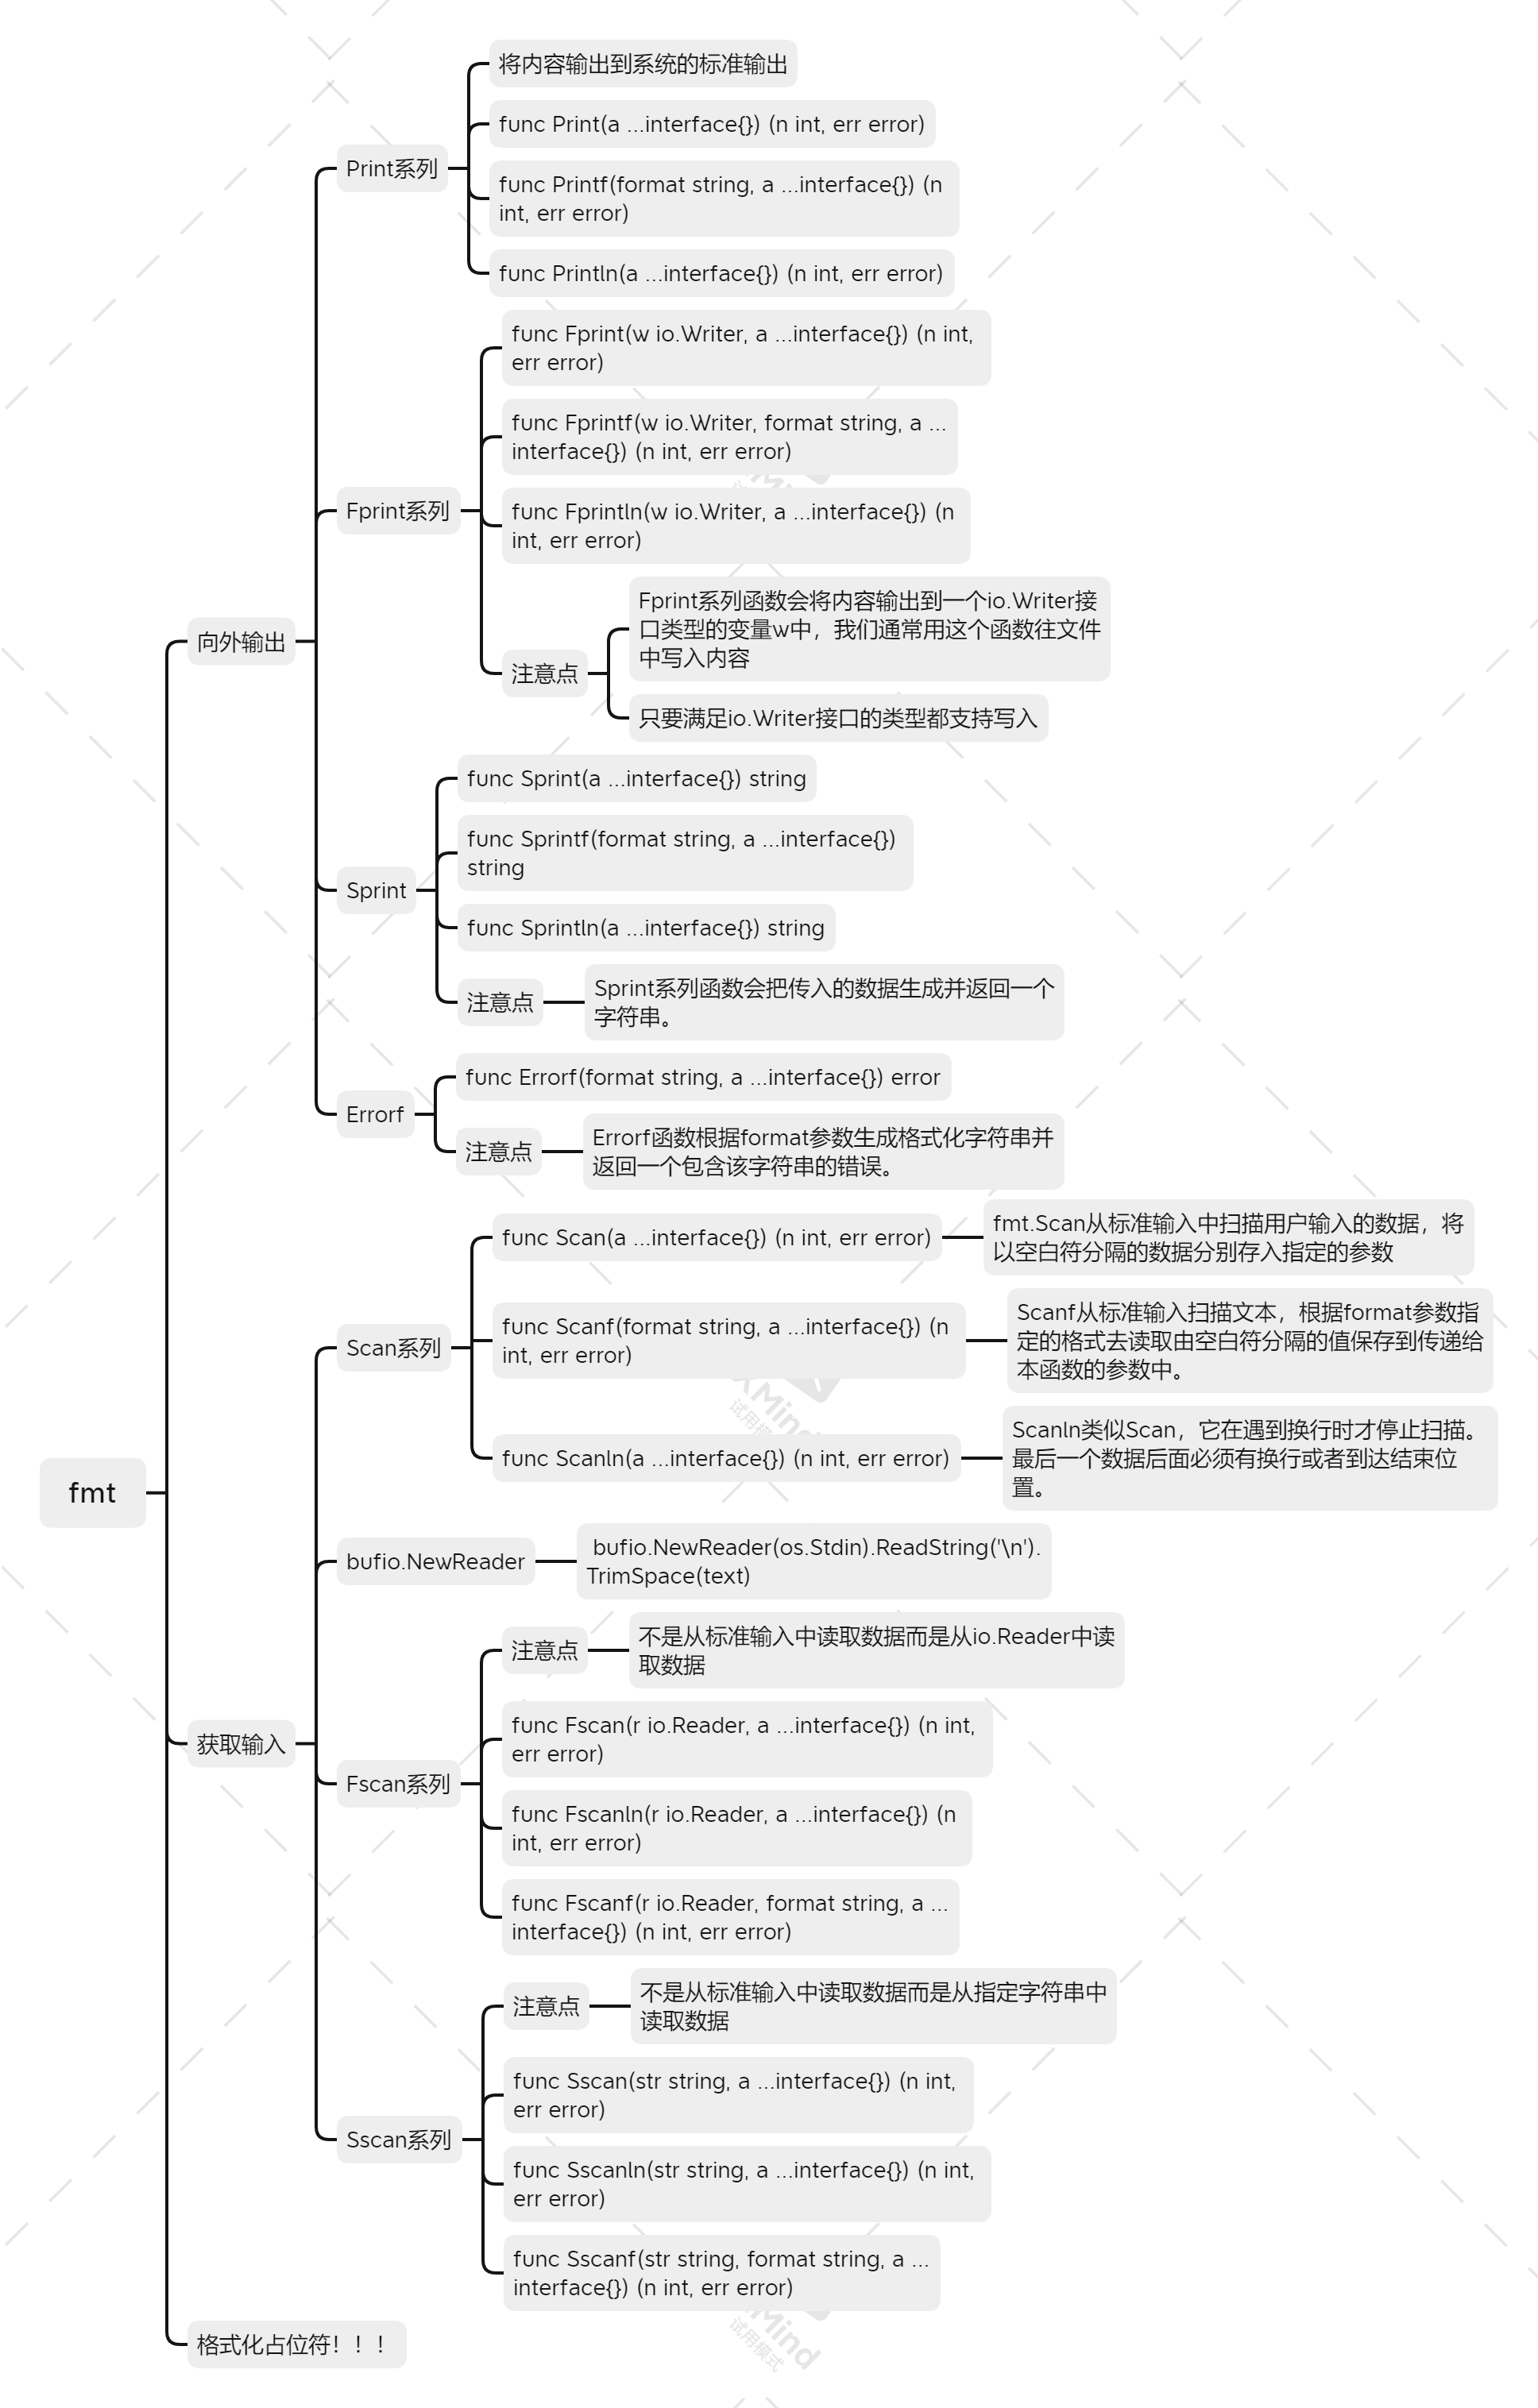 将内容输出到系统的标准输出
func Print(a ...interface{}) (n int, err error)
Print系列
func Printf(format string, a ...interface{}) (n
int, err error)
func Println(a ...interface{}) (n int, err error)
func Fprint(w io.Writer, a ...interface{}) (n int,
err error)
func Fprintf(w io.Writer, format string, a ...
interface{}) (n int, err error)
Fprint系列
func Fprintln(w io.Writer, a ...interface{}) (n
int, err error)
Fprint系列函数会将内容输出到一个io.Writer接
口类型的变量w中，我们通常用这个函数往文件
中写入内容
向外输出
注意点
只要满足io.Writer接口的类型都支持写入
func Sprint(a ...interface{}) string
func Sprintf(format string, a ...interface{})
string
Sprint
func Sprintln(a ...interface{}) string
注意点
Sprint系列函数会把传入的数据生成并返回一个
字符串。
func Errorf(format string, a ...interface{}) error
Errorf
注意点
Errorf函数根据format参数生成格式化字符串并
返回一个包含该字符串的错误。
func Scan(a ...interface{}) (n int, err error)
fmt.Scan从标准输入中扫描用户输入的数据，将
以空白符分隔的数据分别存入指定的参数
Scan系列
func Scanf(format string, a ...interface{}) (n
int, err error)
Scanf从标准输入扫描文本，根据format参数指
定的格式去读取由空白符分隔的值保存到传递给
本函数的参数中。
func Scanln(a ...interface{}) (n int, err error)
Scanln类似Scan，它在遇到换行时才停止扫描。
最后一个数据后面必须有换行或者到达结束位
置。
fmt
bufio.NewReader
bufio.NewReader(os.Stdin).ReadString('\n').
TrimSpace(text)
注意点
不是从标准输入中读取数据而是从io.Reader中读
取数据
func Fscan(r io.Reader, a ...interface{}) (n int,
err error)
获取输入
Fscan系列
func Fscanln(r io.Reader, a ...interface{}) (n
int, err error)
func Fscanf(r io.Reader, format string, a ...
interface{}) (n int, err error)
注意点
不是从标准输入中读取数据而是从指定字符串中
读取数据
func Sscan(str string, a ...interface{}) (n int,
err error)
Sscan系列
func Sscanln(str string, a ...interface{}) (n int,
err error)
func Sscanf(str string, format string, a ...
interface{}) (n int, err error)
格式化占位符！！！
XMind
试用模式